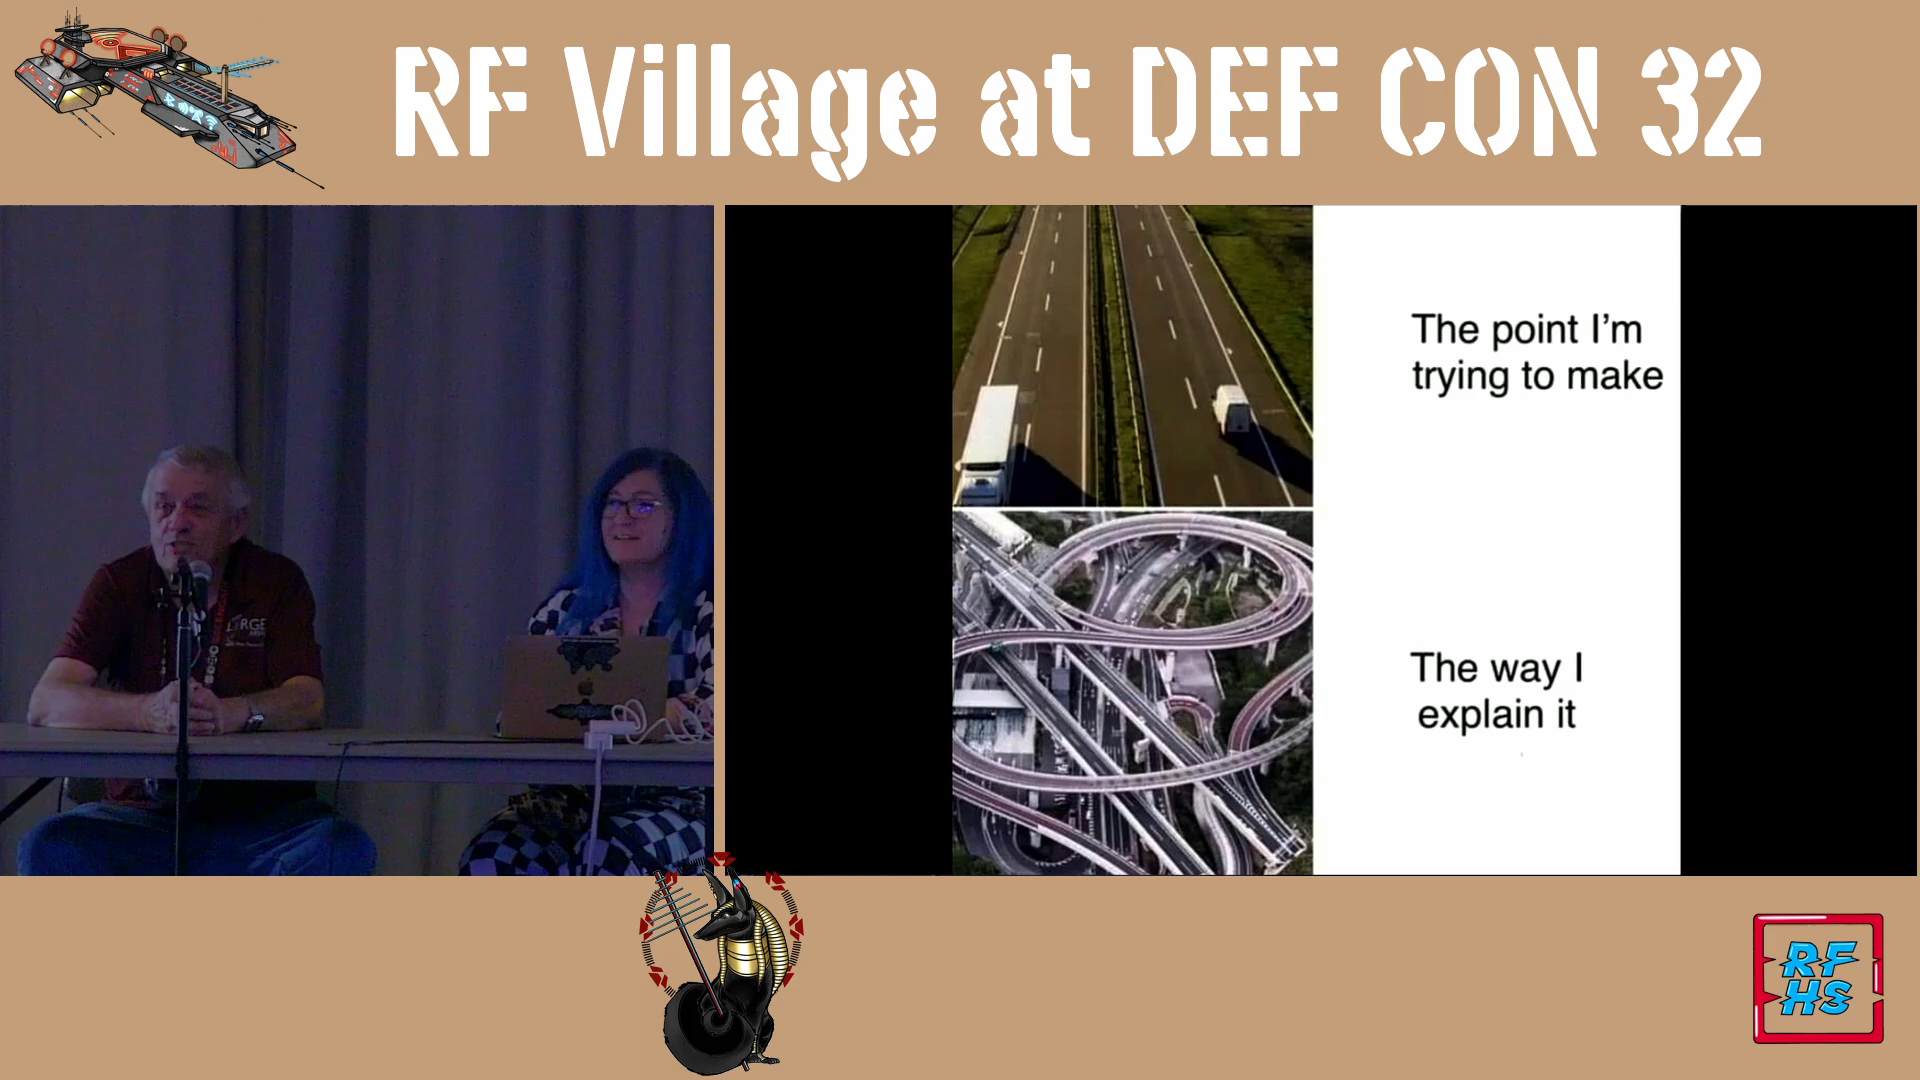 RF Village at DEF CON 32
The point I'm
trying to make
The way I
explain it
RF
HS